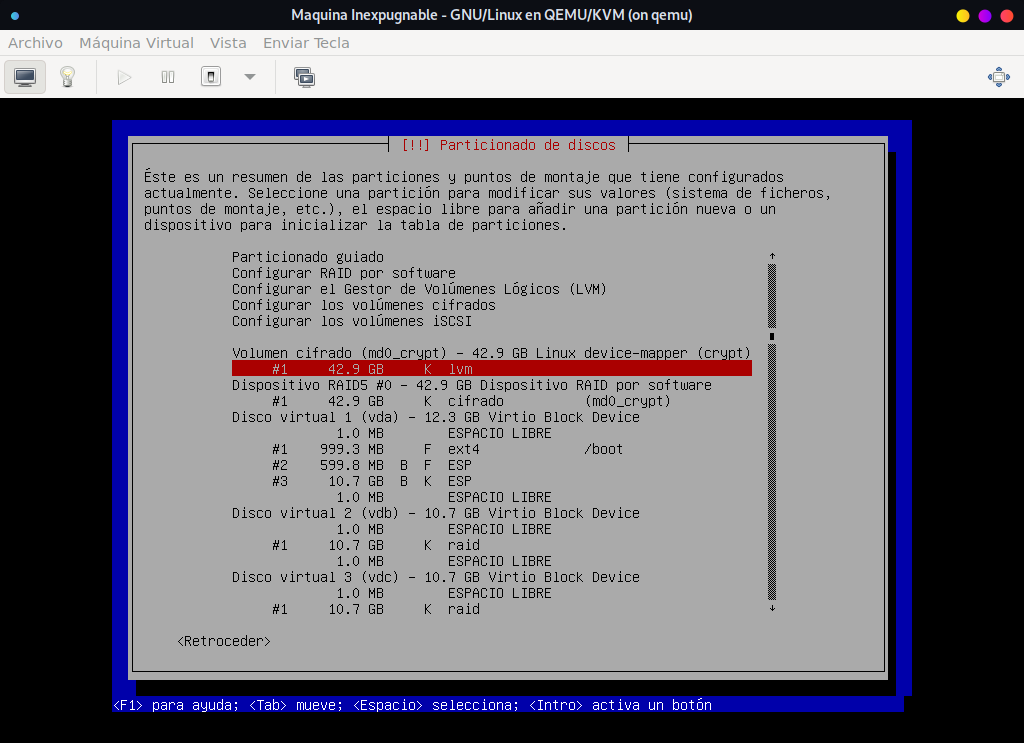 Maquina Inexpugnable - GNU/Linux en QEMU/KVM (on qemu)
Archivo Máquina Virtual Vista Enviar Tecla
[!!] Particionado de discos
Éste es un resumen de las particiones y puntos de montaje que tiene configurados
actualmente. Seleccione una partición para modificar sus valores (sistema de ficheros,
puntos de montaje, etc.), el espacio libre para añadir una partición nueva o un
dispositivo para inicializar la tabla de particiones.
Particionado guiado
Configurar RAID por software
Configurar el Gestor de Volúmenes Lógicos (LVM)
Configurar los volúmenes cifrados
Configurar los volúmenes iSCSI
Volumen cifrado (md0_crypt) - 42.9 GB Linux device-mapper (crypt)
#1 42.9 GB K lvm
Dispositivo RAID5 #0 - 42.9 GB Dispositivo RAID por software
#1 42.9 GB K cifrado (md0_crypt)
Disco virtual 1 (vda) - 12.3 GB Virtio Block Device
1.0 MB ESPACIO LIBRE
#1 999.3 MB F ext4 /boot
#2 599.8 MB B F ESP
#3 10.7 GB B K ESP
1.0 MB ESPACIO LIBRE
Disco virtual 2 (vdb) - 10.7 GB Virtio Block Device
1.0 MB ESPACIO LIBRE
#1 10.7 GB K raid
1.0 MB ESPACIO LIBRE
Disco virtual 3 (vdc) - 10.7 GB Virtio Block Device
1.0 MB ESPACIO LIBRE
#1 10.7 GB K raid
<Retroceder>
<F1> para ayuda; <Tab> mueve; <Espacio> selecciona; <Intro> activa un botón